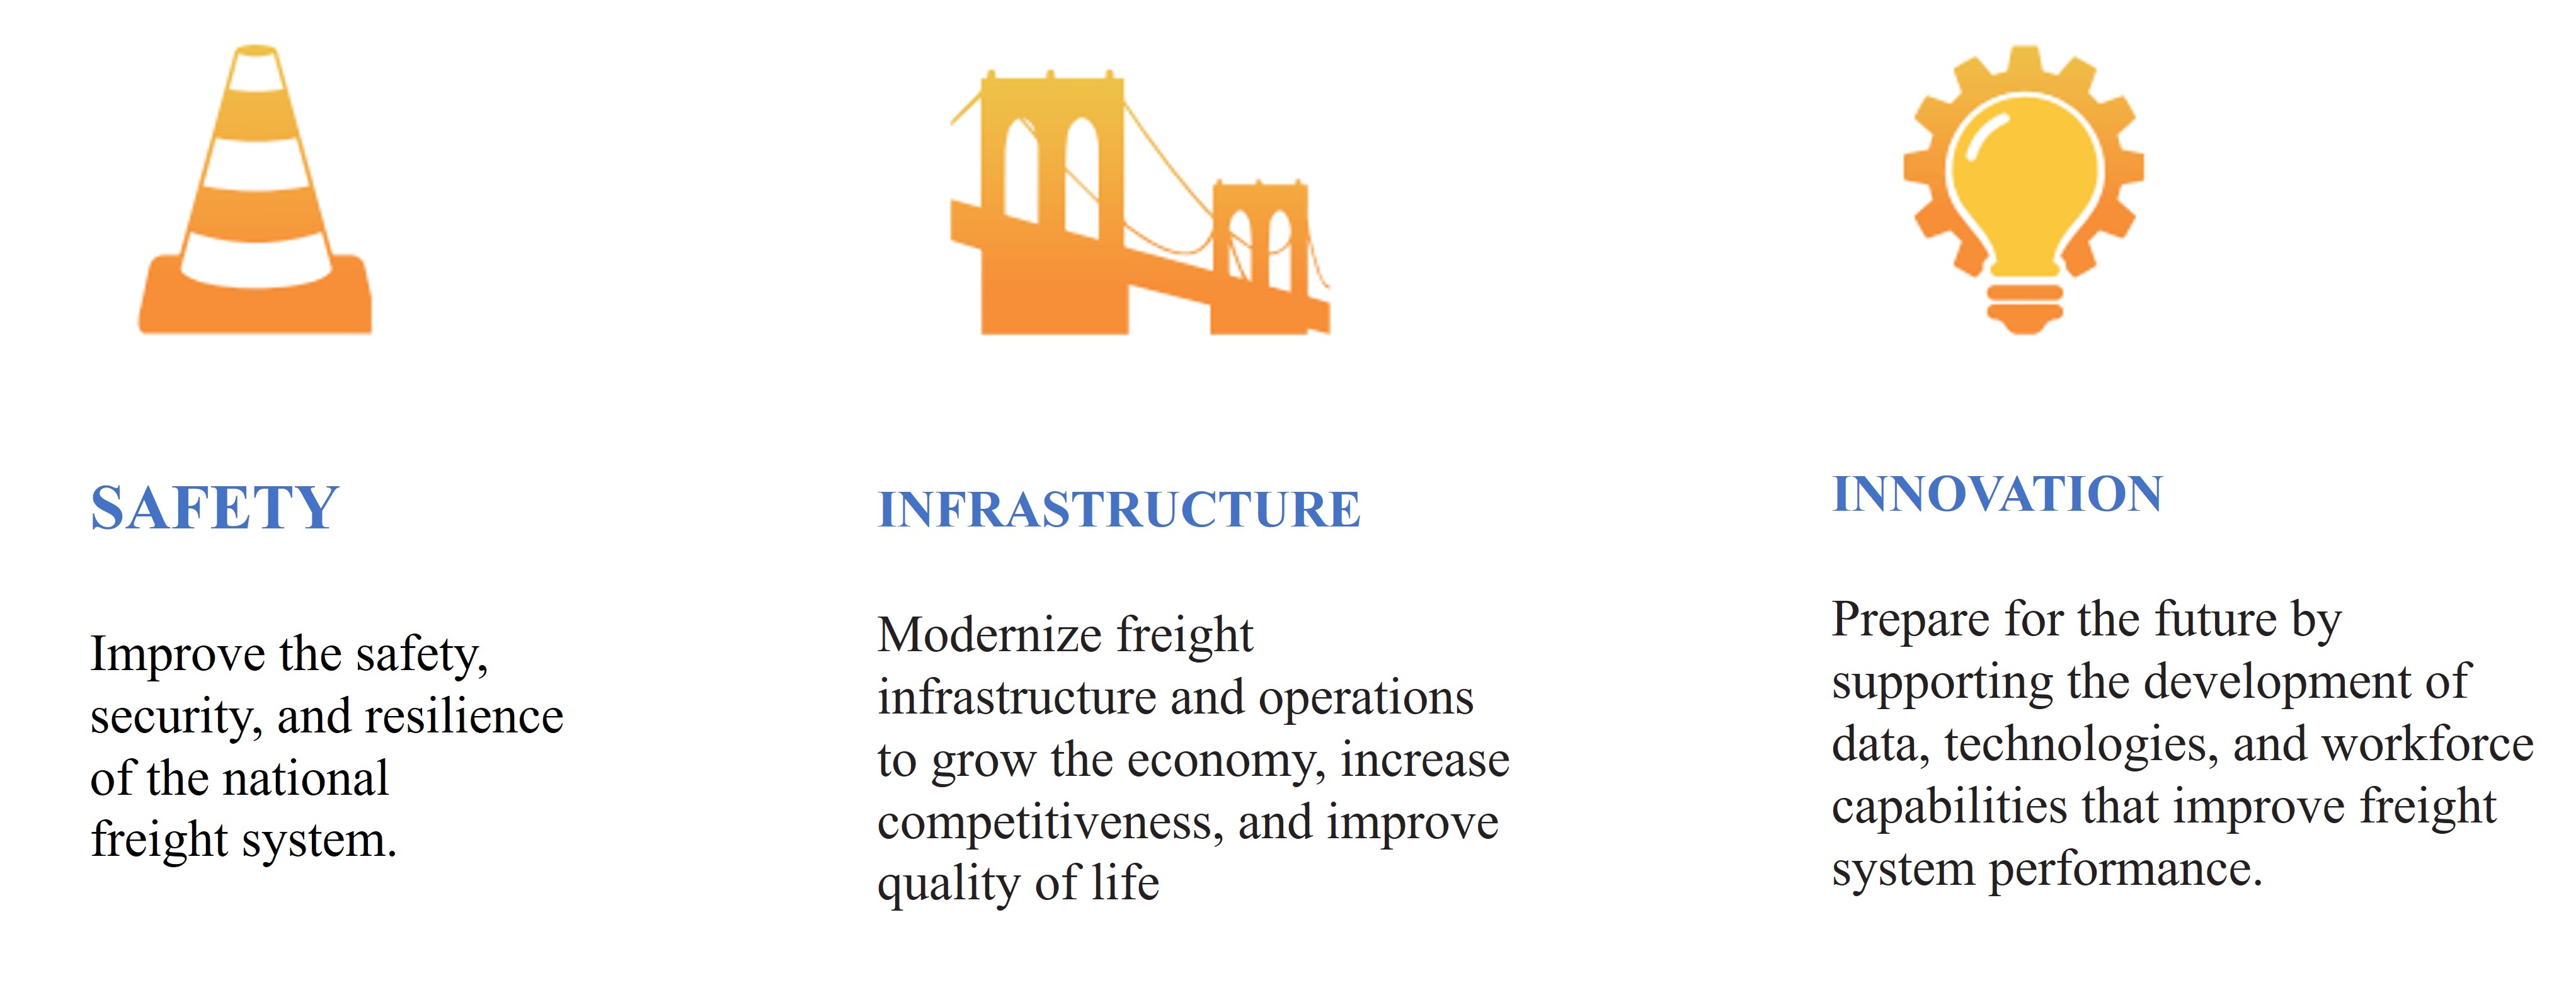 SAFETY
Improve the safety,
security, and resilience
of the national
freight system.
INFRASTRUCTURE
Modernize freight
infrastructure and operations
to grow the economy, increase
competitiveness, and improve
quality of life
INNOVATION
Prepare for the future by
supporting the development of
data, technologies, and workforce
capabilities that improve freight
system performance.